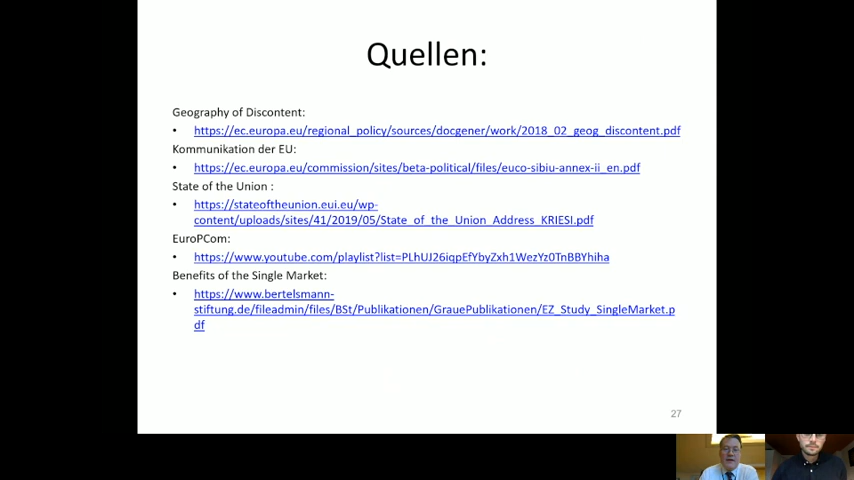 Quellen:
Geography of Discontent:
• https://ec.europa.eu/regional_policy/sources/docgener/work/2018_02_geog_discontent.pdf
Kommunikation der EU:
• https://ec.europa.eu/commission/sites/beta-political/files/euco-sibiu-annex-ii_en.pdf
State of the Union :
• https://stateoftheunion.eui.eu/wp-
content/uploads/sites/41/2019/05/State_of_the_Union_Address_KRIESI.pdf
EuroPCom:
• https://www.youtube.com/playlist?list=PLhUJ26iqpEfYbyZxh1WezYz0TnBBYhiha
Benefits of the Single Market:
• https://www.bertelsmann-
stiftung.de/fileadmin/files/BSt/Publikationen/GrauePublikationen/EZ_Study_SingleMarket.p
df
27